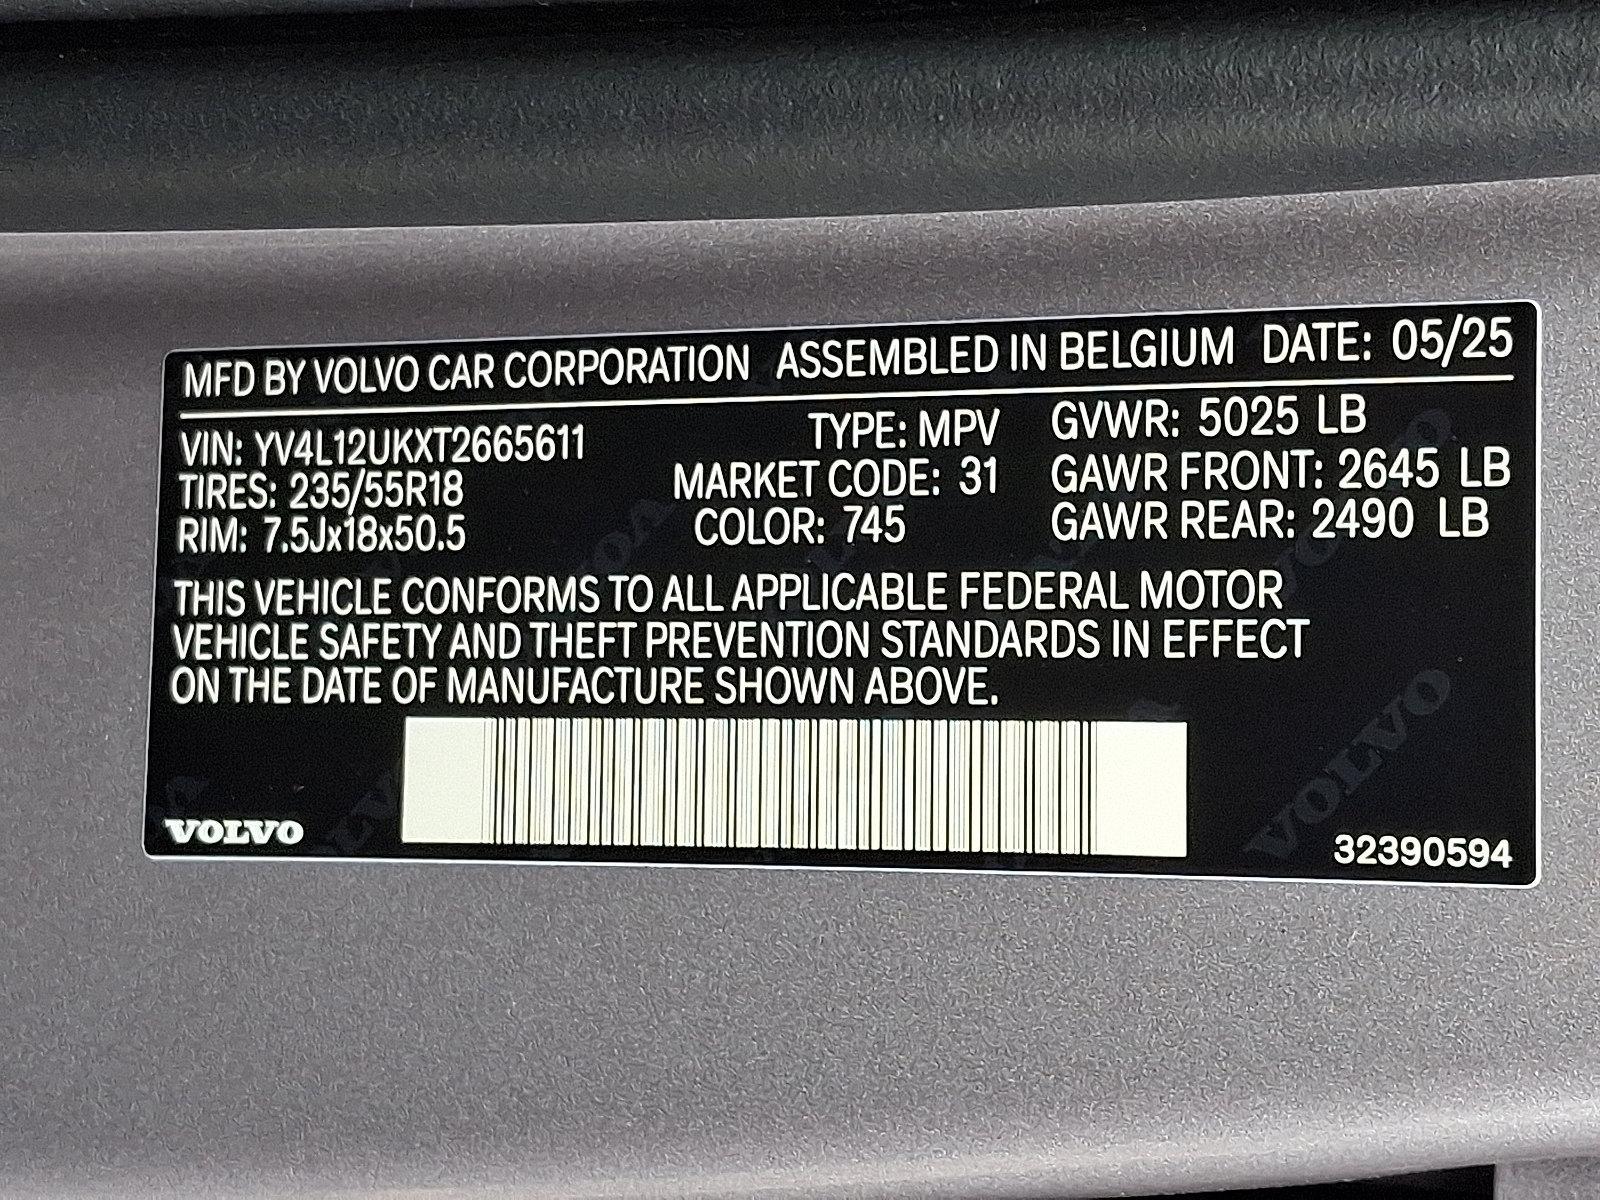 MFD BY VOLVO CAR CORPORATION ASSEMBLED IN BELGIUM DATE: 05/25
VIN: YV4L12UKXT2665611 TYPE: MPV GVWR: 5025 LB
TIRES: 235/55R18 MARKET CODE: 31 GAWR FRONT: 2645 LB
RIM: 7.5Jx18x50.5 COLOR: 745 GAWR REAR: 2490 LB
THIS VEHICLE CONFORMS TO ALL APPLICABLE FEDERAL MOTOR
VEHICLE SAFETY AND THEFT PREVENTION STANDARDS IN EFFECT
ON THE DATE OF MANUFACTURE SHOWN ABOVE.
VOLVO 32390594